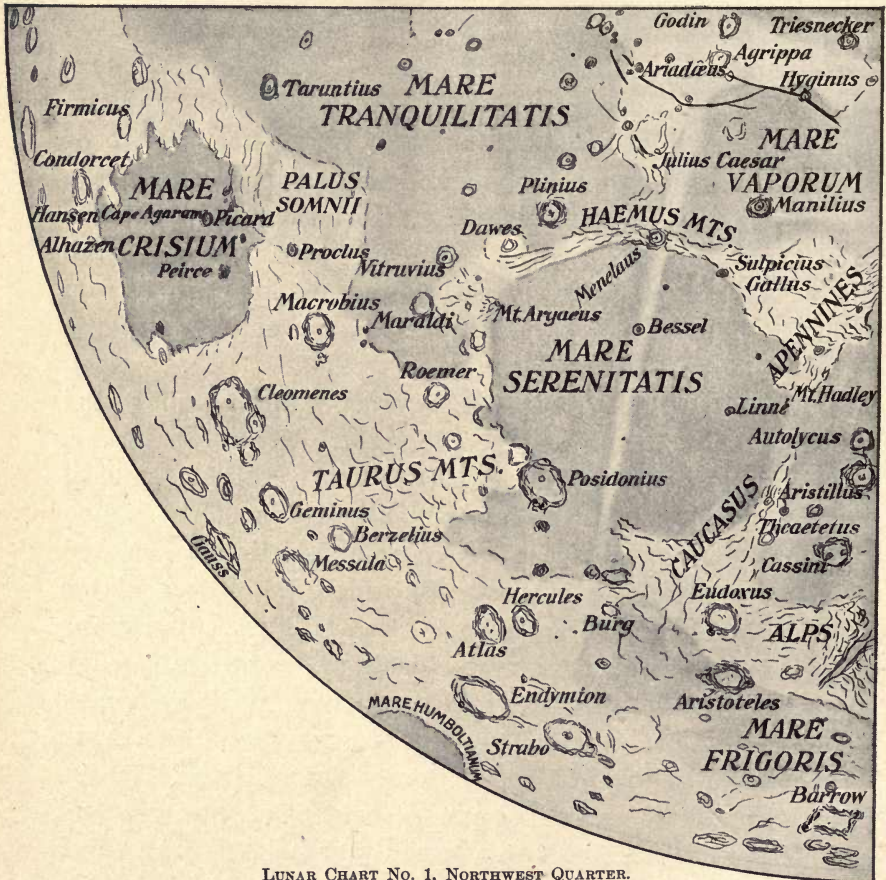 Godin
Triesnecker
Agrippa
Ariadæus
Hyginus
Taruntius
MARE
TRANQUILITATIS
Firmicus
Condorcet
MARE
CRISIUM
Hansen
Cape Agarum
Picard
Alhazen
Peirce
PALUS
SOMNII
Proclus
Julius Caesar
MARE
VAPORUM
Manilius
Plinius
HAEMUS MTS.
Dawes
Vitruvius
Menelaus
Sulpicius
Gallus
APENNINES
Macrobius
Maraldi
Mt. Argaeus
Bessel
MARE
SERENITATIS
Roemer
Cleomenes
Linné
Mt. Hadley
Autolycus
TAURUS MTS.
Posidonius
Aristillus
Geminus
Berzelius
Gauss
Messala
CAUCASUS
Theaetetus
Cassini
Hercules
Eudoxus
Burg
Atlas
ALPS
Endymion
Aristoteles
MARE HUMBOLTIANUM
Strabo
MARE
FRIGORIS
Barrow
LUNAR CHART NO. 1, NORTHWEST QUARTER.